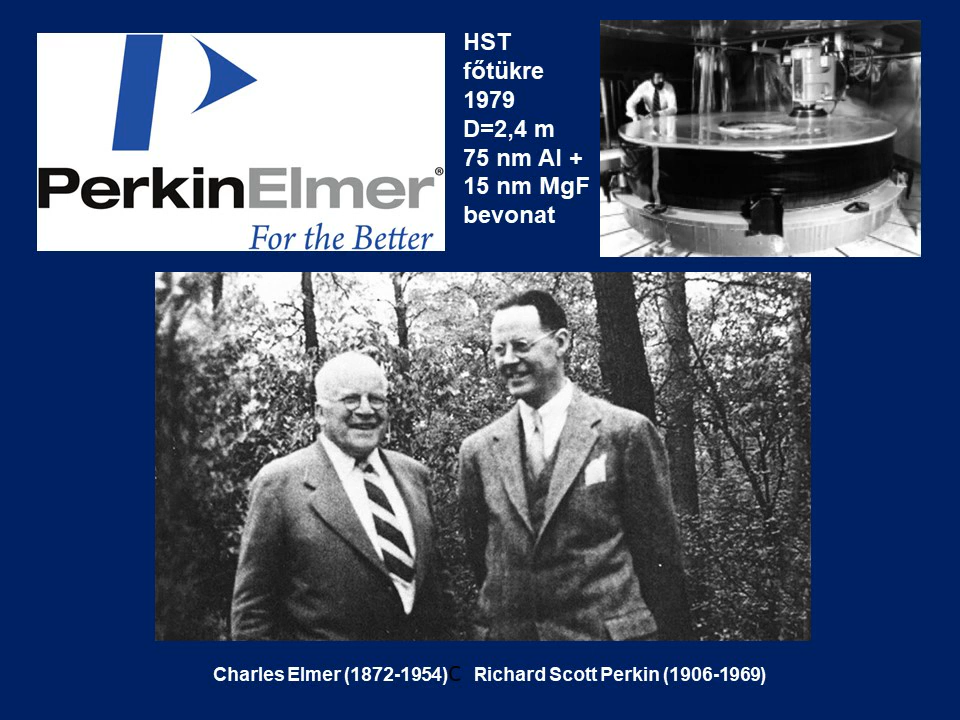 PerkinElmer®
For the Better
HST
főtükre
1979
D=2,4 m
75 nm Al +
15 nm MgF
bevonat
Charles Elmer (1872-1954)C Richard Scott Perkin (1906-1969)